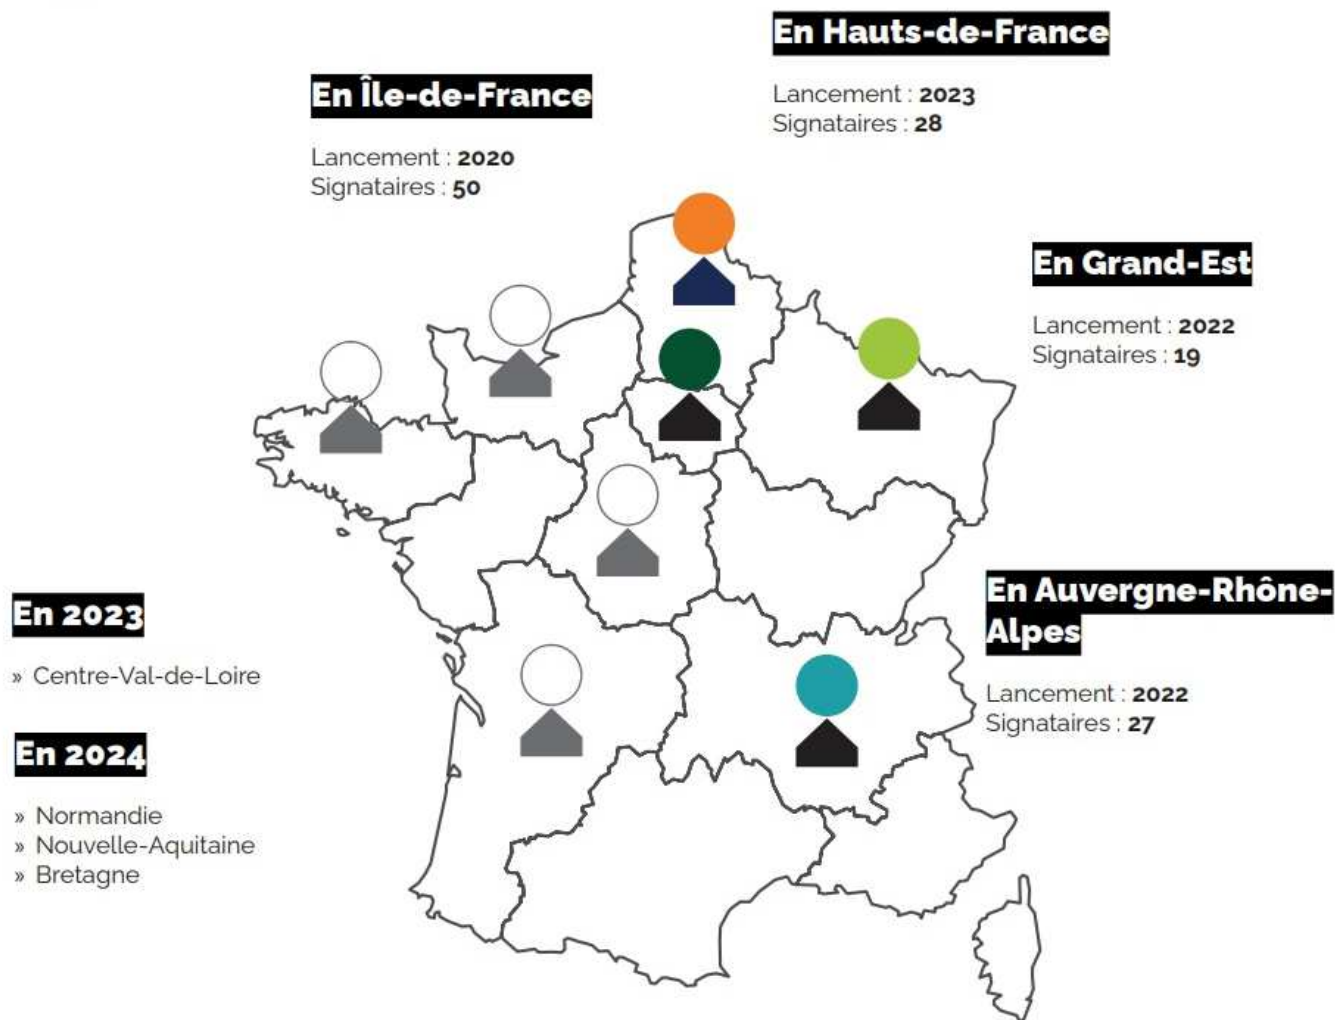 En Hauts-de-France
Lancement : 2023
Signataires : 28
En Île-de-France
Lancement : 2020
Signataires : 50
En Grand-Est
Lancement : 2022
Signataires : 19
En Auvergne-Rhône-
Alpes
Lancement : 2022
Signataires : 27
En 2023
» Centre-Val-de-Loire
En 2024
» Normandie
» Nouvelle-Aquitaine
» Bretagne